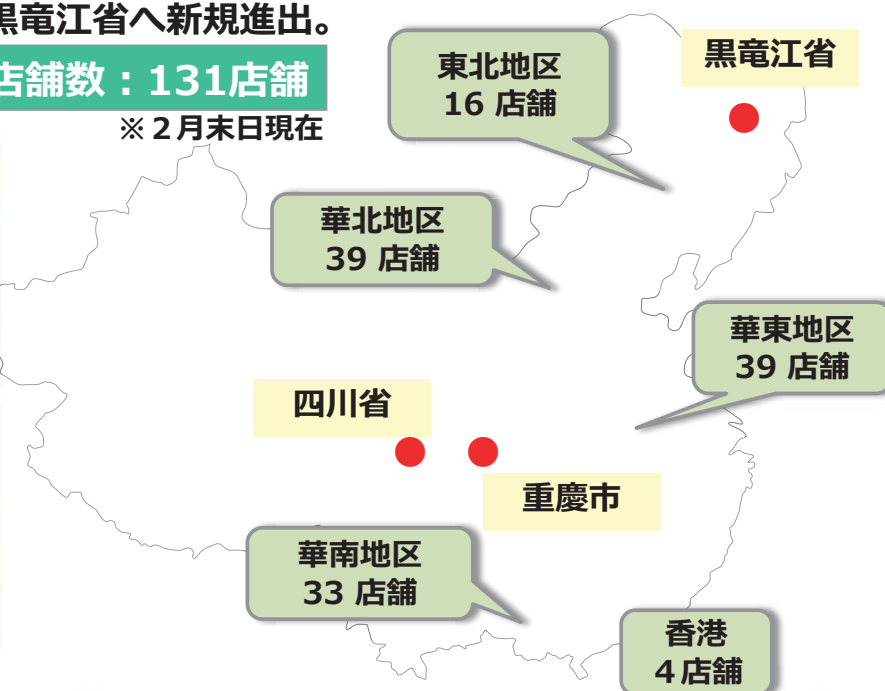 黒竜江省へ新規進出。
店舗数：131店舗
※２月末日現在
東北地区
16 店舗
黒竜江省
華北地区
39 店舗
華東地区
39 店舗
四川省
重慶市
華南地区
33 店舗
香港
４店舗